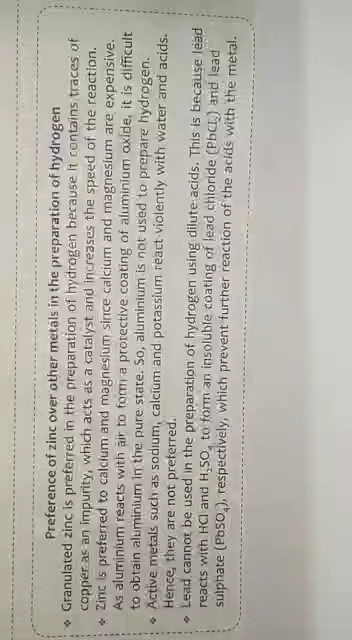 Preference of zinc over other metals in the preparation of hydrogen
❖ Granulated zinc is preferred in the preparation of hydrogen because it contains traces of
copper as an impurity, which acts as a catalyst and increases the speed of the reaction.
❖ Zinc is preferred to calcium and magnesium since calcium and magnesium are expensive.
As aluminium reacts with air to form a protective coating of aluminium oxide, it is difficult
to obtain aluminium in the pure state. So, aluminium is not used to prepare hydrogen.
❖ Active metals such as sodium, calcium and potassium react violently with water and acids.
Hence, they are not preferred.
❖ Lead cannot be used in the preparation of hydrogen using dilute acids. This is because lead
reacts with HCl and H₂SO₄ to form an insoluble coating of lead chloride (PbCl₂) and lead
sulphate (PbSO₄), respectively, which prevent further reaction of the acids with the metal.